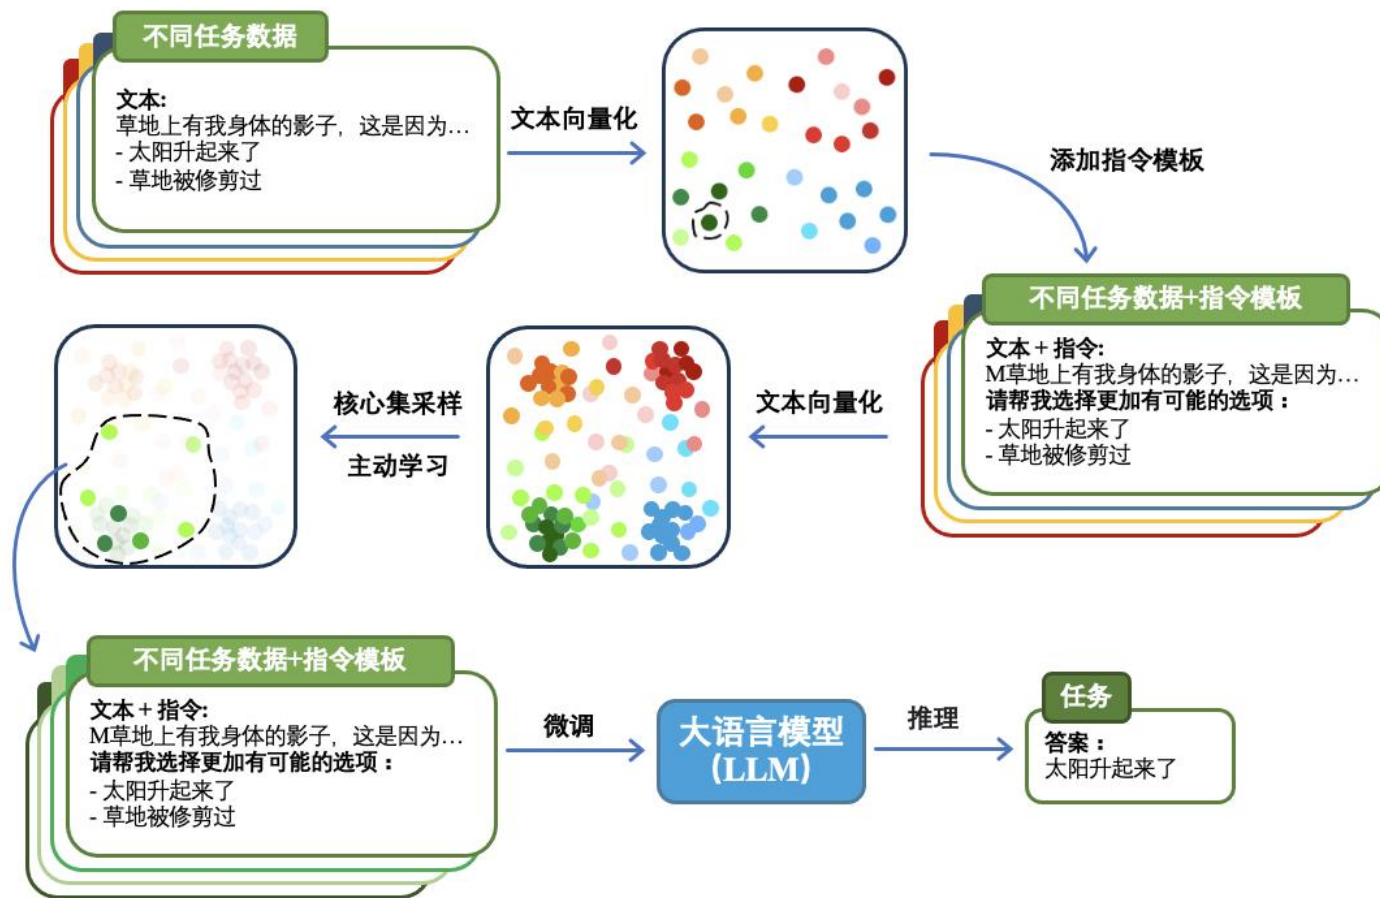 不同任务数据
文本:
草地上有我身体的影子，这是因为…
- 太阳升起来了
- 草地被修剪过
文本向量化
添加指令模板
不同任务数据+指令模板
文本 + 指令:
M草地上有我身体的影子，这是因为…
请帮我选择更加有可能的选项：
- 太阳升起来了
- 草地被修剪过
文本向量化
核心集采样
主动学习
不同任务数据+指令模板
文本 + 指令:
M草地上有我身体的影子，这是因为…
请帮我选择更加有可能的选项：
- 太阳升起来了
- 草地被修剪过
微调
大语言模型
(LLM)
推理
任务
答案：
太阳升起来了